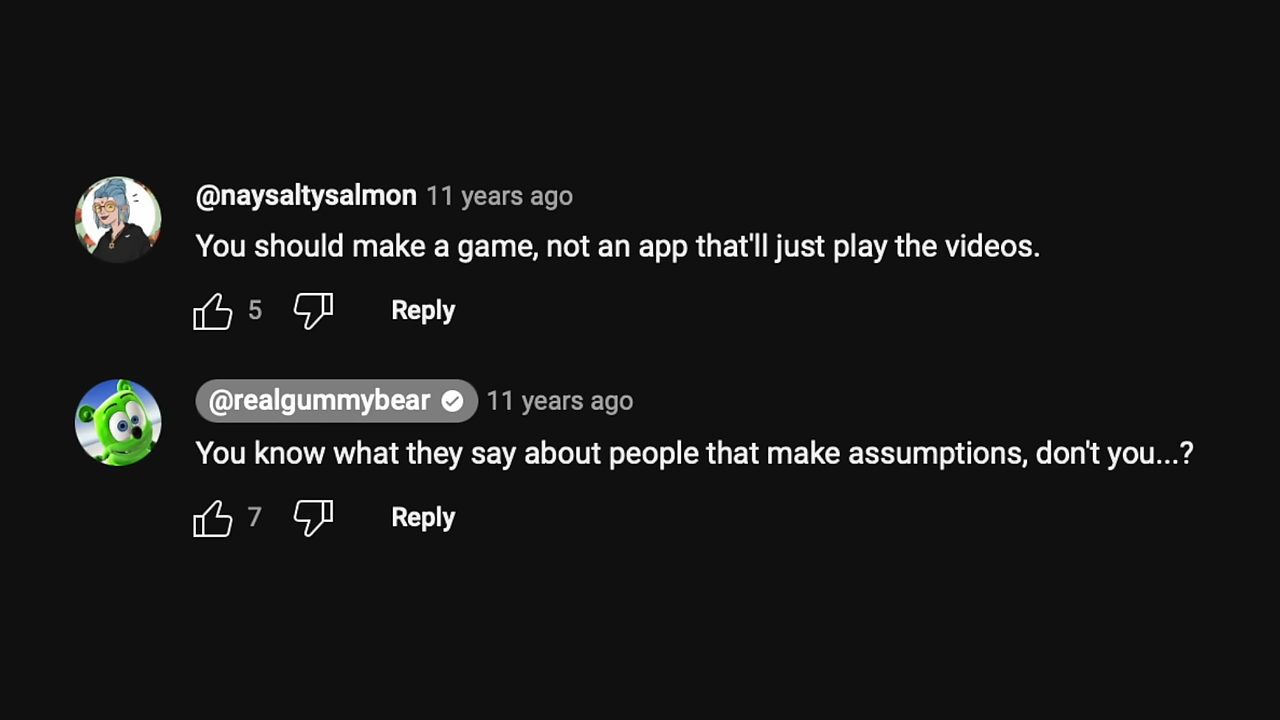 @naysaltysalmon 11 years ago
You should make a game, not an app that'll just play the videos.
5 Reply
@realgummybear 11 years ago
You know what they say about people that make assumptions, don't you...?
7 Reply